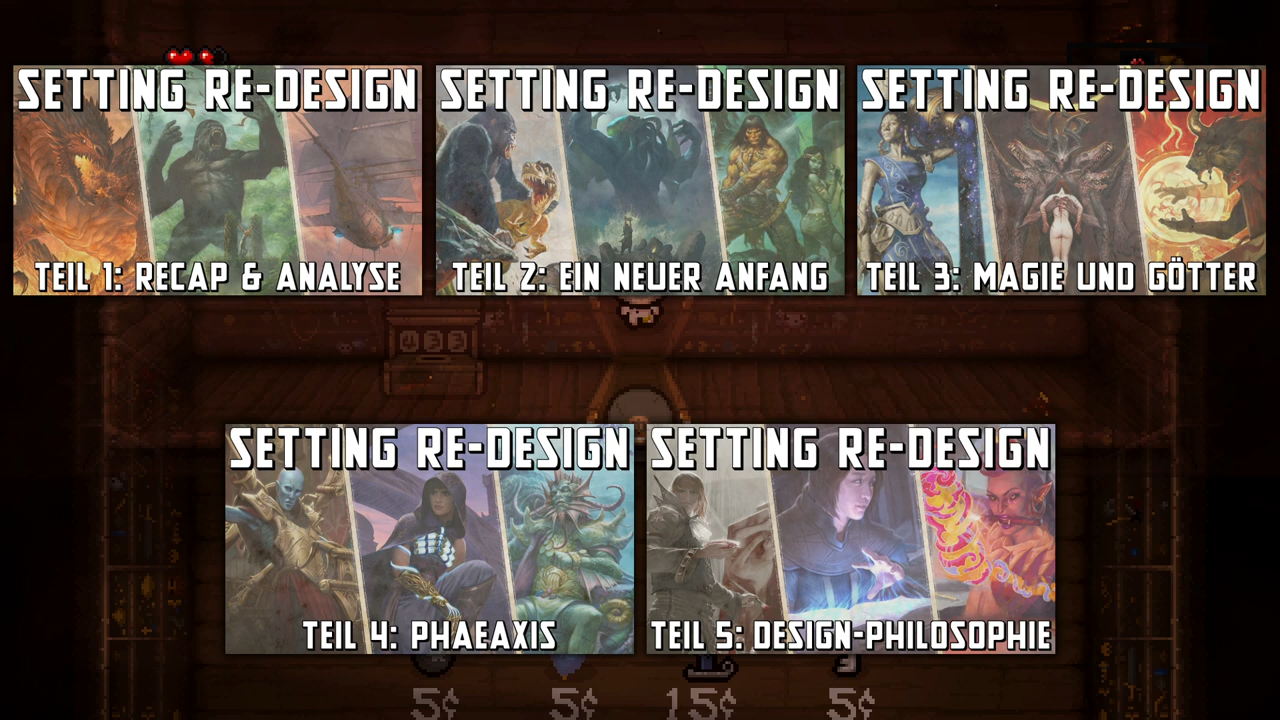 SETTING RE-DESIGN
TEIL 1: RECAP & ANALYSE
SETTING RE-DESIGN
TEIL 2: EIN NEUER ANFANG
SETTING RE-DESIGN
TEIL 3: MAGIE UND GÖTTER
433
SETTING RE-DESIGN
TEIL 4: PHAEAXIS
SETTING RE-DESIGN
TEIL 5: DESIGN-PHILOSOPHIE
5¢ 5¢ 15¢ 5¢